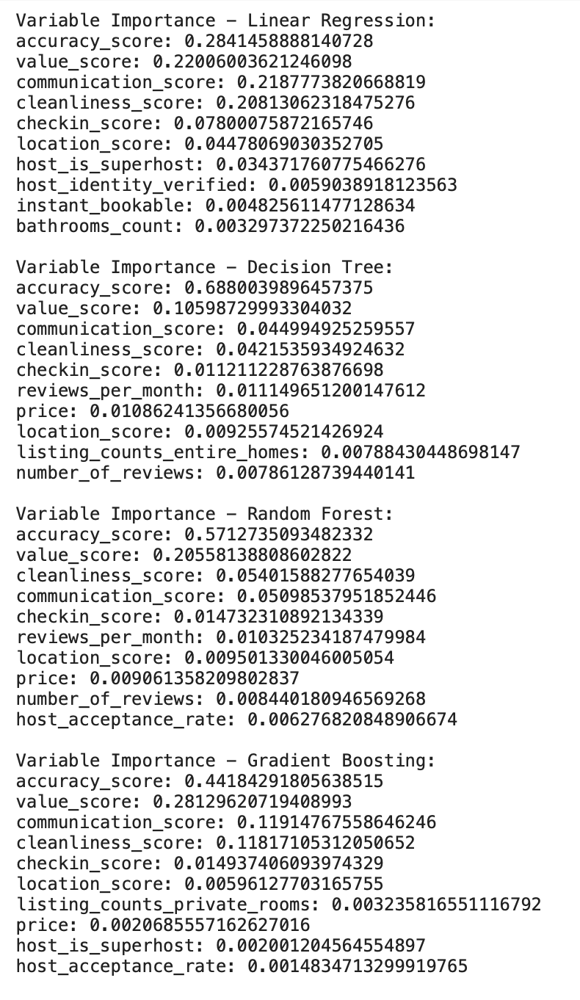 Variable Importance – Linear Regression:
accuracy_score: 0.2841458888140728
value_score: 0.22006003621246098
communication_score: 0.2187773820668819
cleanliness_score: 0.20813062318475276
checkin_score: 0.07800075872165746
location_score: 0.04478069030352705
host_is_superhost: 0.034371760775466276
host_identity_verified: 0.0059038918123563
instant_bookable: 0.004825611477128634
bathrooms_count: 0.003297372250216436
Variable Importance – Decision Tree:
accuracy_score: 0.6880039896457375
value_score: 0.10598729993304032
communication_score: 0.044994925259557
cleanliness_score: 0.0421535934924632
checkin_score: 0.011211228763876698
reviews_per_month: 0.011149651200147612
price: 0.01086241356680056
location_score: 0.00925574521426924
listing_counts_entire_homes: 0.00788430448698147
number_of_reviews: 0.00786128739440141
Variable Importance – Random Forest:
accuracy_score: 0.5712735093482332
value_score: 0.20558138808602822
cleanliness_score: 0.05401588277654039
communication_score: 0.05098537951852446
checkin_score: 0.014732310892134339
reviews_per_month: 0.010325234187479984
location_score: 0.009501330046005054
price: 0.009061358209802837
number_of_reviews: 0.008440180946569268
host_acceptance_rate: 0.006276820848906674
Variable Importance – Gradient Boosting:
accuracy_score: 0.44184291805638515
value_score: 0.28129620719408993
communication_score: 0.11914767558646246
cleanliness_score: 0.11817105312050652
checkin_score: 0.014937406093974329
location_score: 0.00596127703165755
listing_counts_private_rooms: 0.003235816551116792
price: 0.0020685557162627016
host_is_superhost: 0.002001204564554897
host_acceptance_rate: 0.0014834713299919765